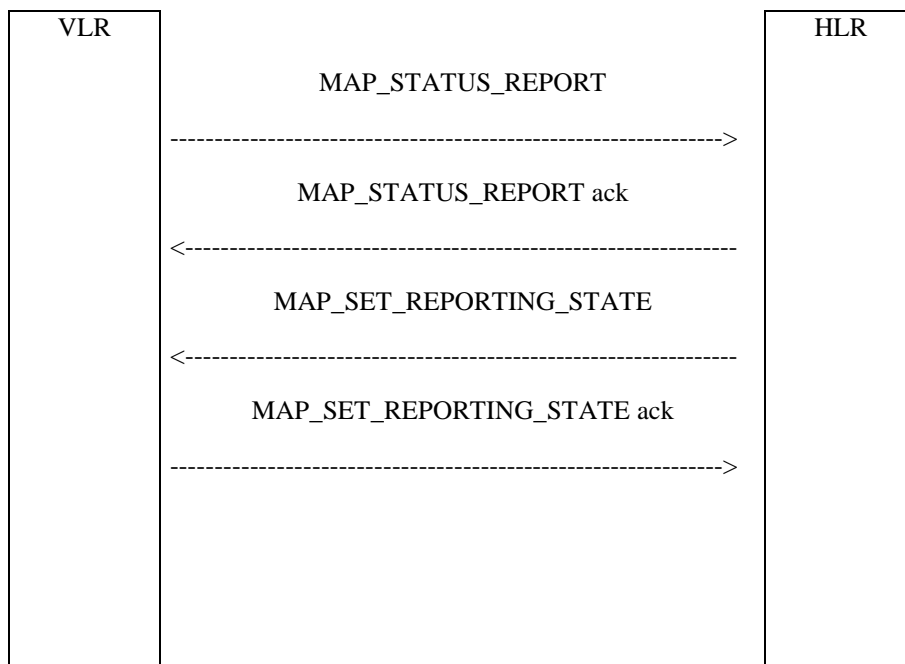 VLR
HLR
MAP_STATUS_REPORT
--------------------------------------------------------------->
MAP_STATUS_REPORT ack
<---------------------------------------------------------------
MAP_SET_REPORTING_STATE
<---------------------------------------------------------------
MAP_SET_REPORTING_STATE ack
--------------------------------------------------------------->